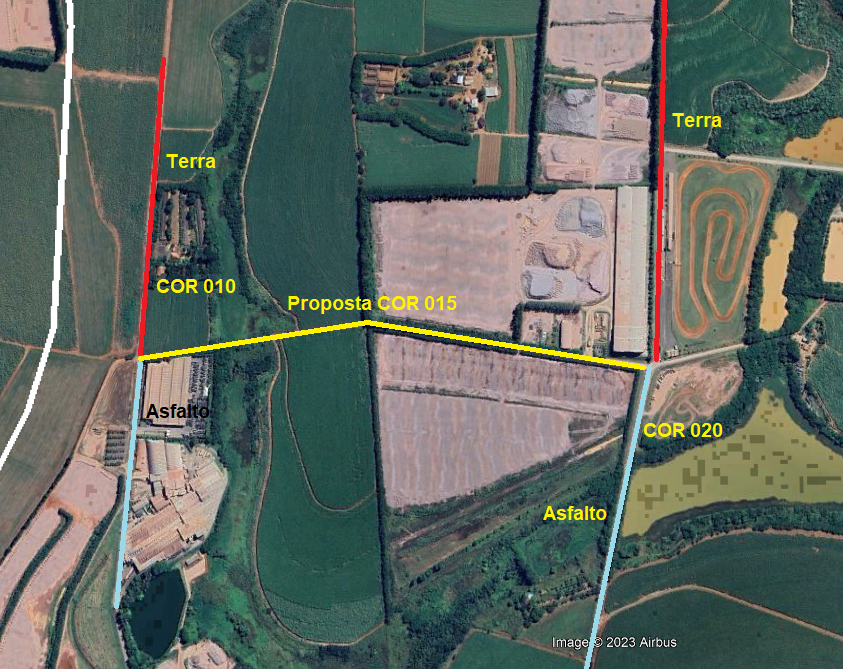 Terra
Terra
COR 010
Proposta COR 015
Asfalto
COR 020
Asfalto
Image © 2023 Airbus